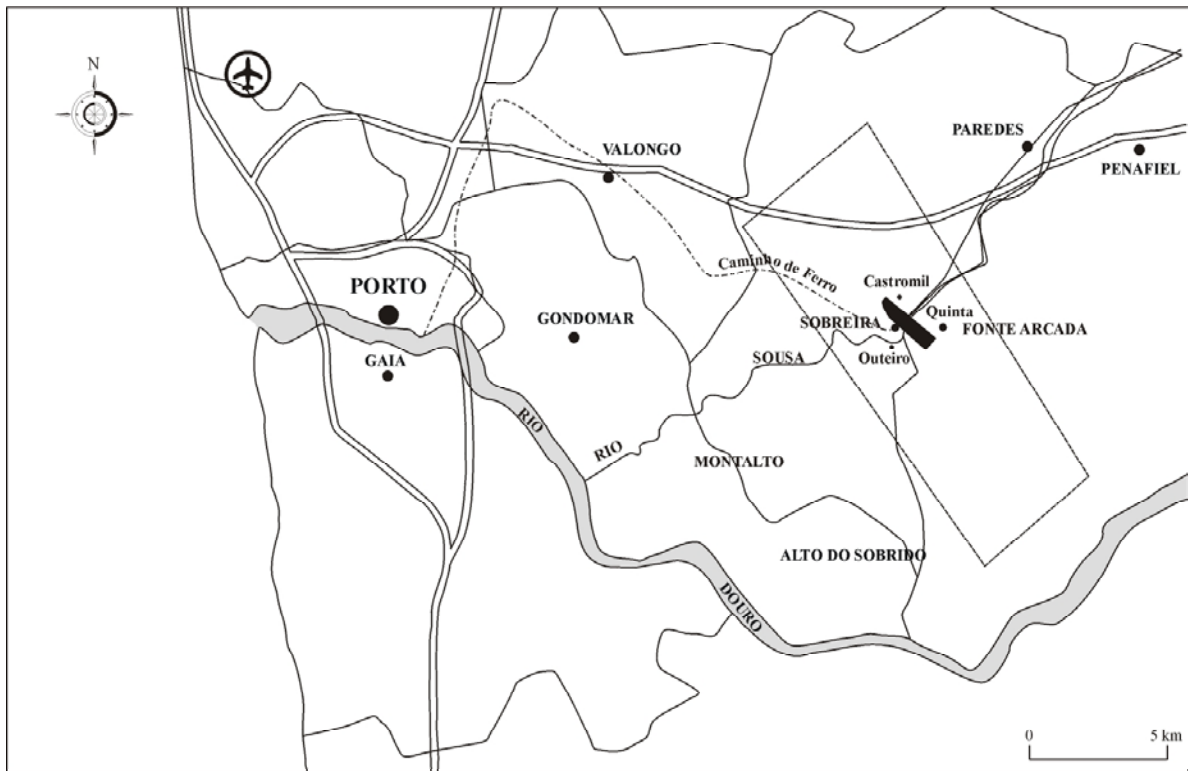 N
VALONGO
PAREDES
PENAFIEL
Caminho de Ferro
Castromil
PORTO
GONDOMAR
SOBREIRA
Quinta
FONTE ARCADA
GAIA
SOUSA
Outeiro
RIO
RIO
MONTALTO
ALTO DO SOBRIDO
DOURO
0 5 km